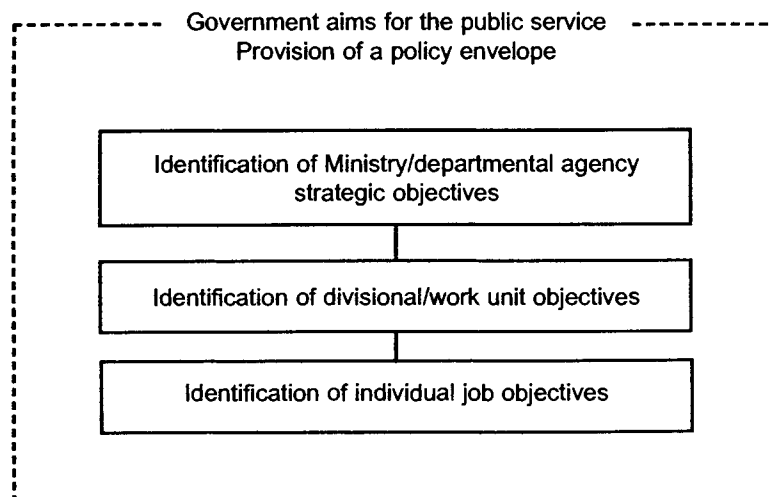 Government aims for the public service
Provision of a policy envelope
Identification of Ministry/departmental agency
strategic objectives
Identification of divisional/work unit objectives
Identification of individual job objectives